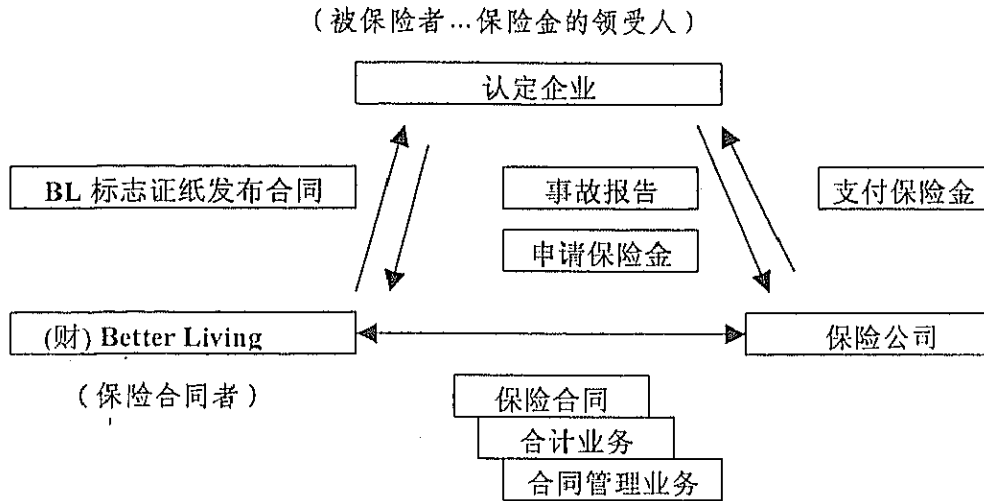 （被保险者…保险金的领受人）
认定企业
BL 标志证纸发布合同
事故报告
支付保险金
申请保险金
(财) Better Living
保险公司
（保险合同者）
保险合同
合计业务
合同管理业务